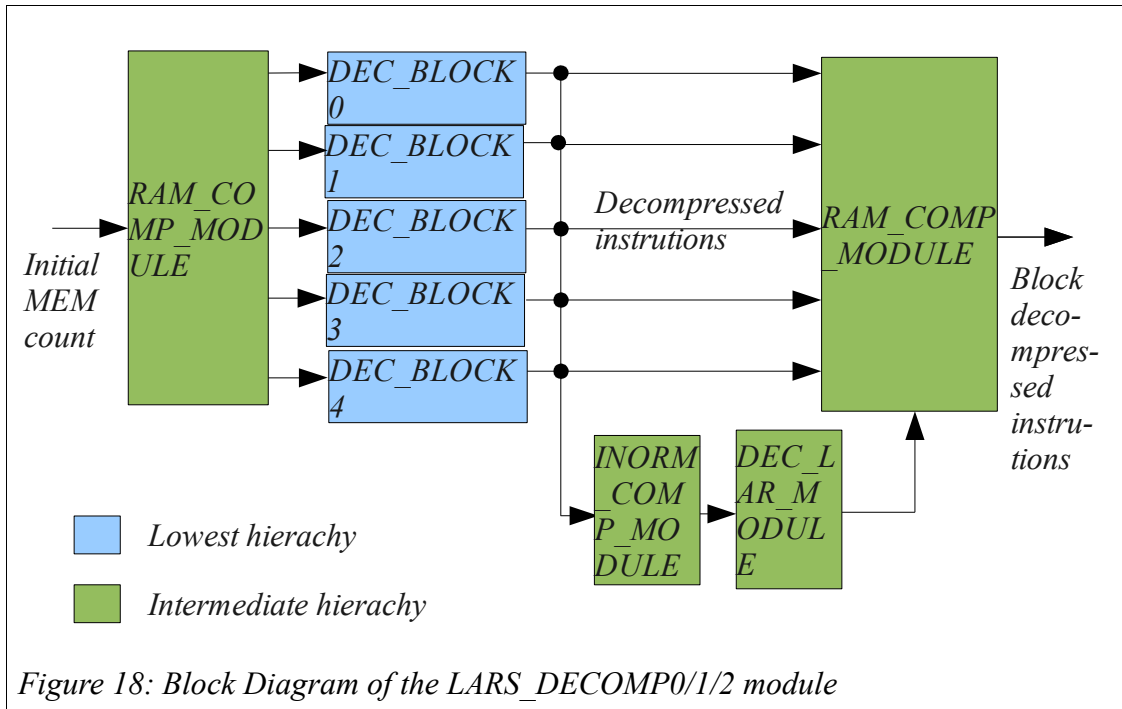 DEC_BLOCK
0
DEC_BLOCK
1
RAM_CO
MP_MOD
ULE
DEC_BLOCK
2
Decompressed
instrutions
RAM_COMP
_MODULE
Initial
MEM
count
DEC_BLOCK
3
Block
deco-
mpres-
sed
instru-
tions
DEC_BLOCK
4
INORM
_COM
P_MO
DULE
DEC_L
AR_M
ODUL
E
Lowest hierachy
Intermediate hierachy
Figure 18: Block Diagram of the LARS_DECOMP0/1/2 module